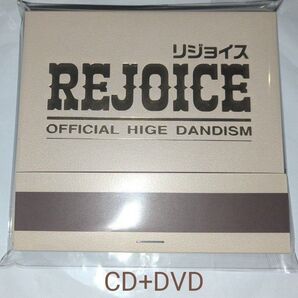 リジョイス
REJOICE
OFFICIAL HIGE DANDISM
CD+DVD